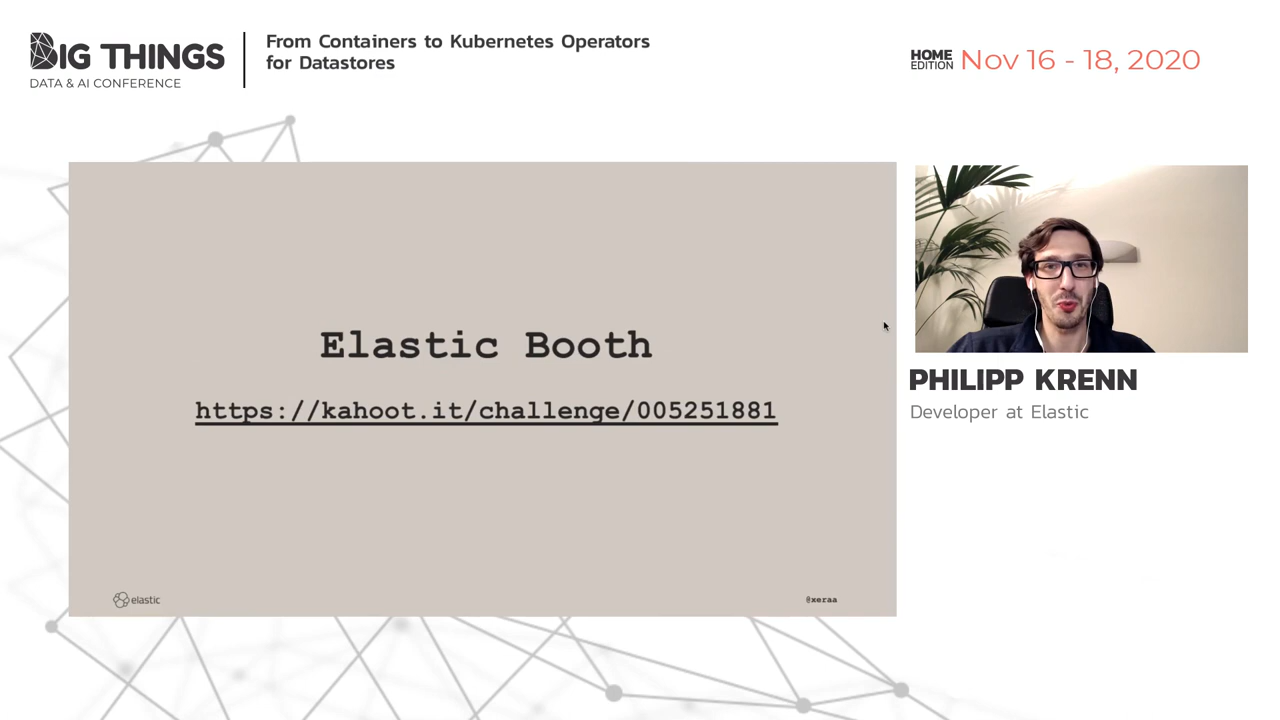 BIG THINGS
DATA & AI CONFERENCE
From Containers to Kubernetes Operators
for Datastores
HOME
EDITION
Nov 16 - 18, 2020
Elastic Booth
https://kahoot.it/challenge/005251881
elastic
@xeraa
PHILIPP KRENN
Developer at Elastic